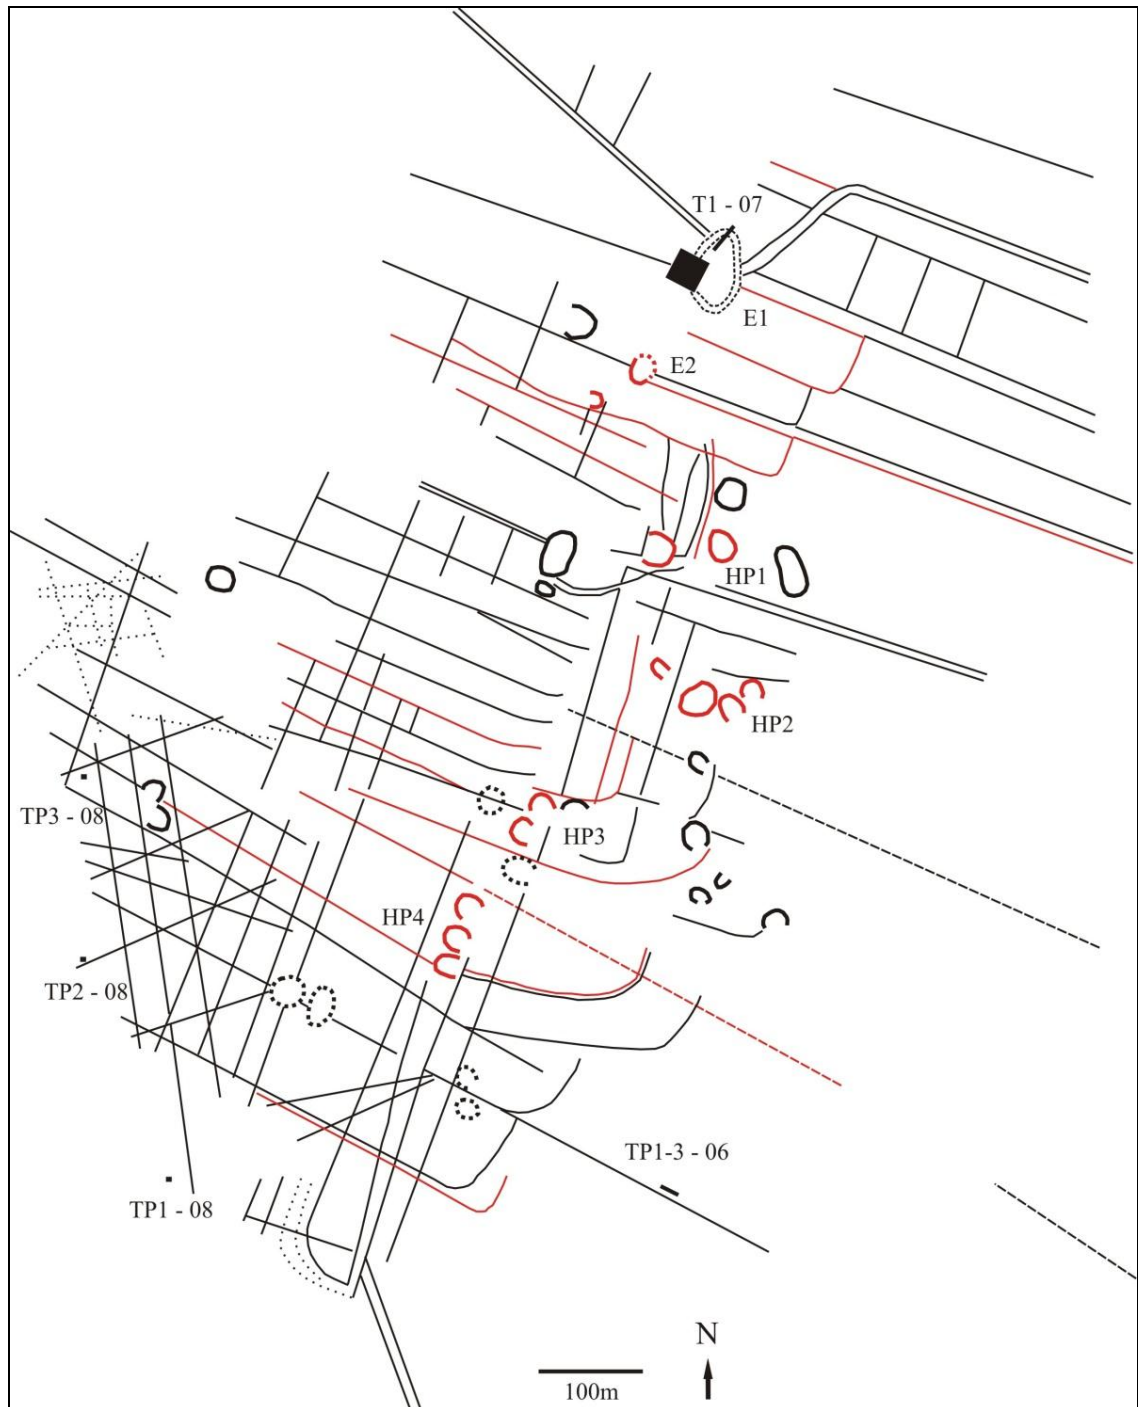 T1 - 07
E1
E2
HP1
HP2
TP3 - 08
HP3
HP4
TP2 - 08
TP1-3 - 06
TP1 - 08
N
100m